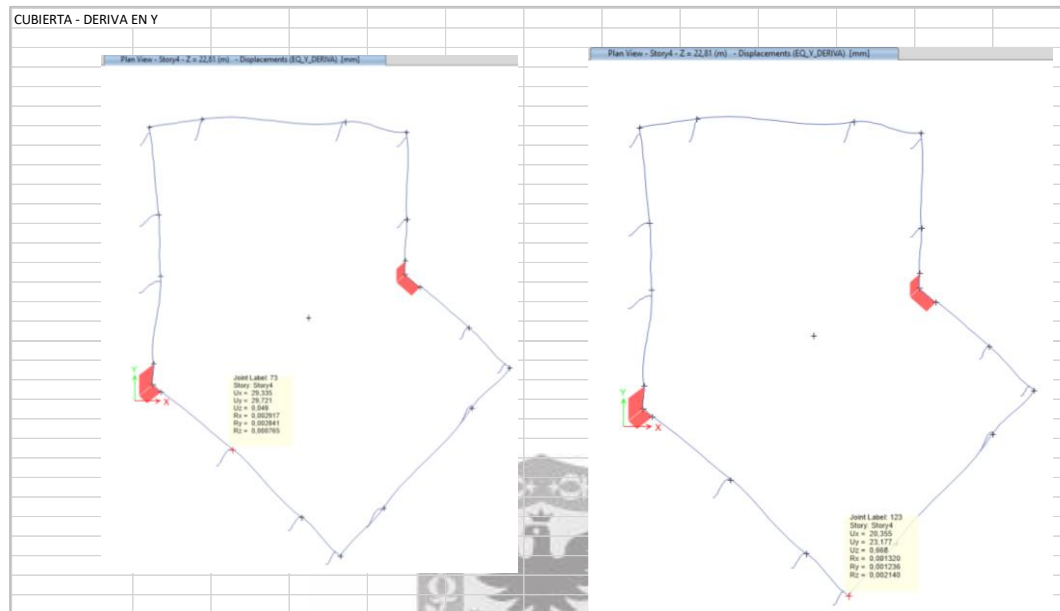 CUBIERTA - DERIVA EN Y
Plan View - Story4 - Z = 22,81 (m) - Displacements (EQ_Y_DERIVA) [mm]
Y
X
Joint Label: 73
Story: Story4
Ux = 29,335
Uy = 29,721
Uz = 0,049
Rx = 0,002917
Ry = 0,002841
Rz = 0,000765
Plan View - Story4 - Z = 22,81 (m) - Displacements (EQ_Y_DERIVA) [mm]
Y
X
Joint Label: 123
Story: Story4
Ux = 20,355
Uy = 23,177
Uz = 0,668
Rx = 0,001320
Ry = 0,001236
Rz = 0,002140